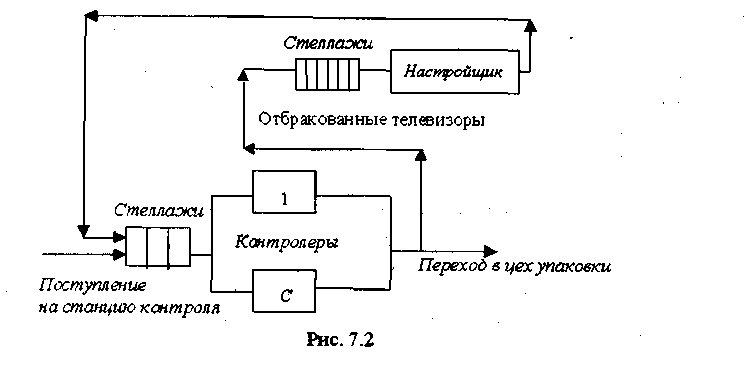 Стеллажи
Настройщик
Отбракованные телевизоры
Стеллажи
1
Контролеры
С
Поступление
на станцию контроля
Переход в цех упаковки
Рис. 7.2